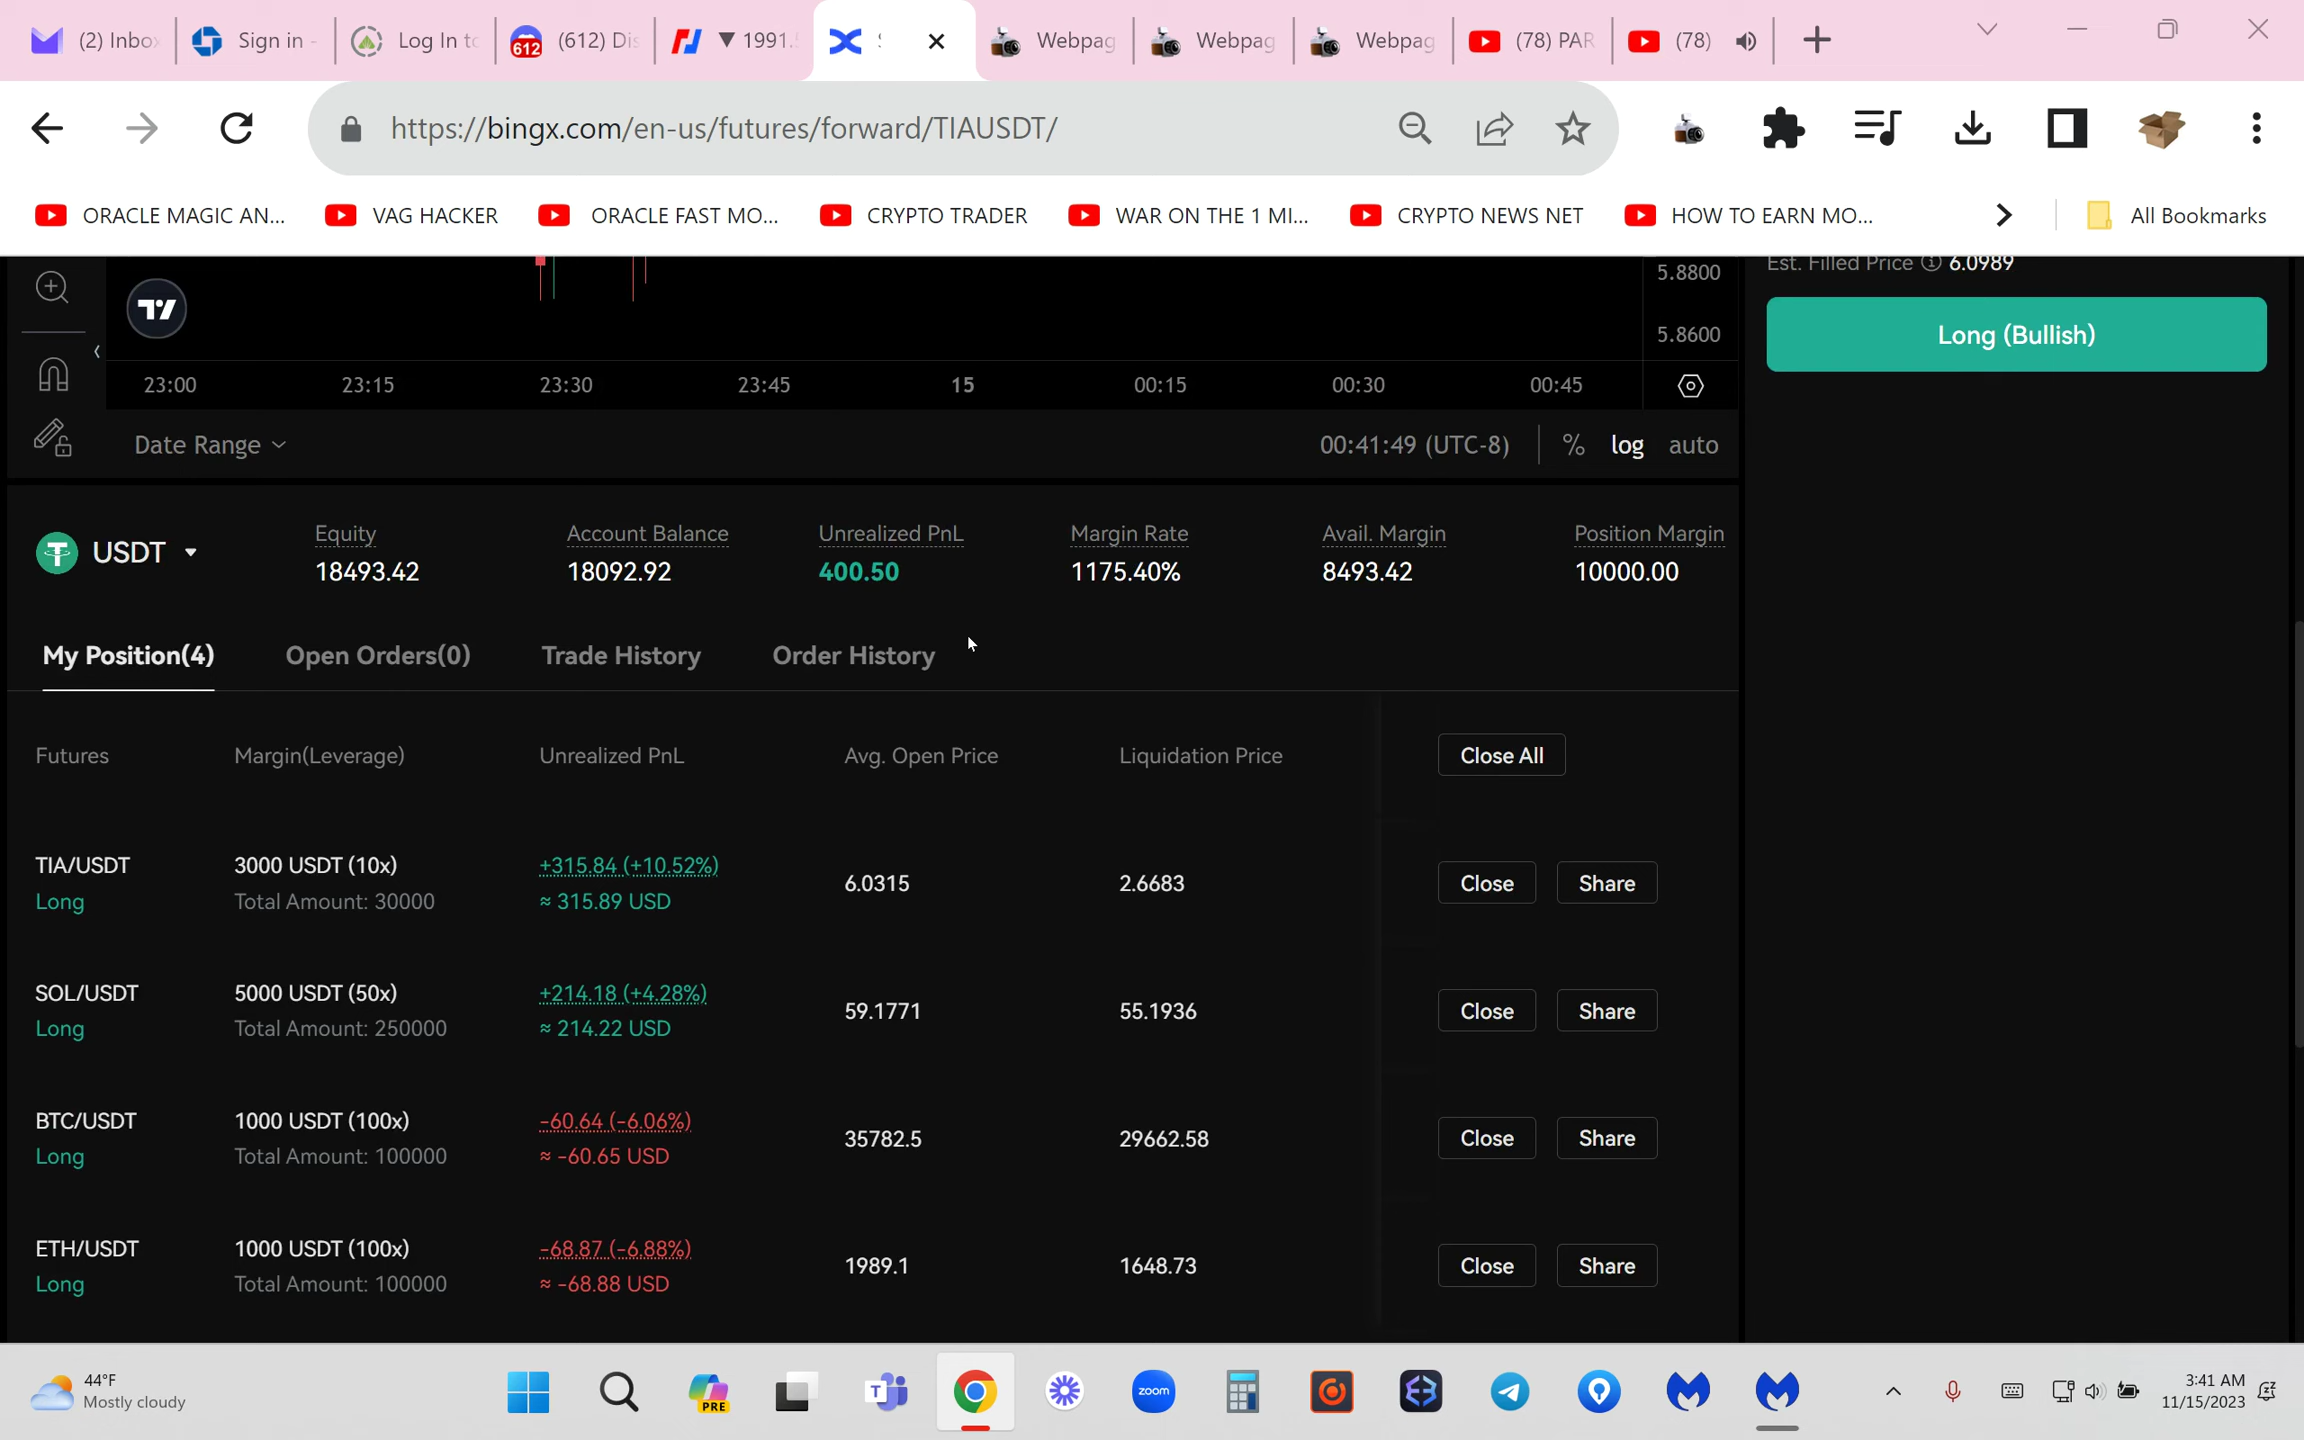 (2) Inbo
Sign in -
Log In to
612
(612) Dis
▼ 1991.
Webpag
Webpag
Webpag
(78) PAR
(78)
https://bingx.com/en-us/futures/forward/TIAUSDT/
ORACLE MAGIC AN...
VAG HACKER
ORACLE FAST MO...
CRYPTO TRADER
WAR ON THE 1 MI...
CRYPTO NEWS NET
HOW TO EARN MO...
All Bookmarks
5.8800
Est. Filled Price 6.0989
5.8600
Long (Bullish)
23:00 23:15 23:30 23:45 15 00:15 00:30 00:45
Date Range
00:41:49 (UTC-8) % log auto
USDT
Equity
18493.42
Account Balance
18092.92
Unrealized PnL
400.50
Margin Rate
1175.40%
Avail. Margin
8493.42
Position Margin
10000.00
My Position(4) Open Orders(0) Trade History Order History
Futures Margin(Leverage) Unrealized PnL Avg. Open Price Liquidation Price Close All
TIA/USDT 3000 USDT (10x) +315.84 (+10.52%) 6.0315 2.6683 Close Share
Long Total Amount: 30000 ≈ 315.89 USD
SOL/USDT 5000 USDT (50x) +214.18 (+4.28%) 59.1771 55.1936 Close Share
Long Total Amount: 250000 ≈ 214.22 USD
BTC/USDT 1000 USDT (100x) -60.64 (-6.06%) 35782.5 29662.58 Close Share
Long Total Amount: 100000 ≈ -60.65 USD
ETH/USDT 1000 USDT (100x) -68.87 (-6.88%) 1989.1 1648.73 Close Share
Long Total Amount: 100000 ≈ -68.88 USD
44°F
Mostly cloudy
PRE
zoom
3:41 AM
11/15/2023